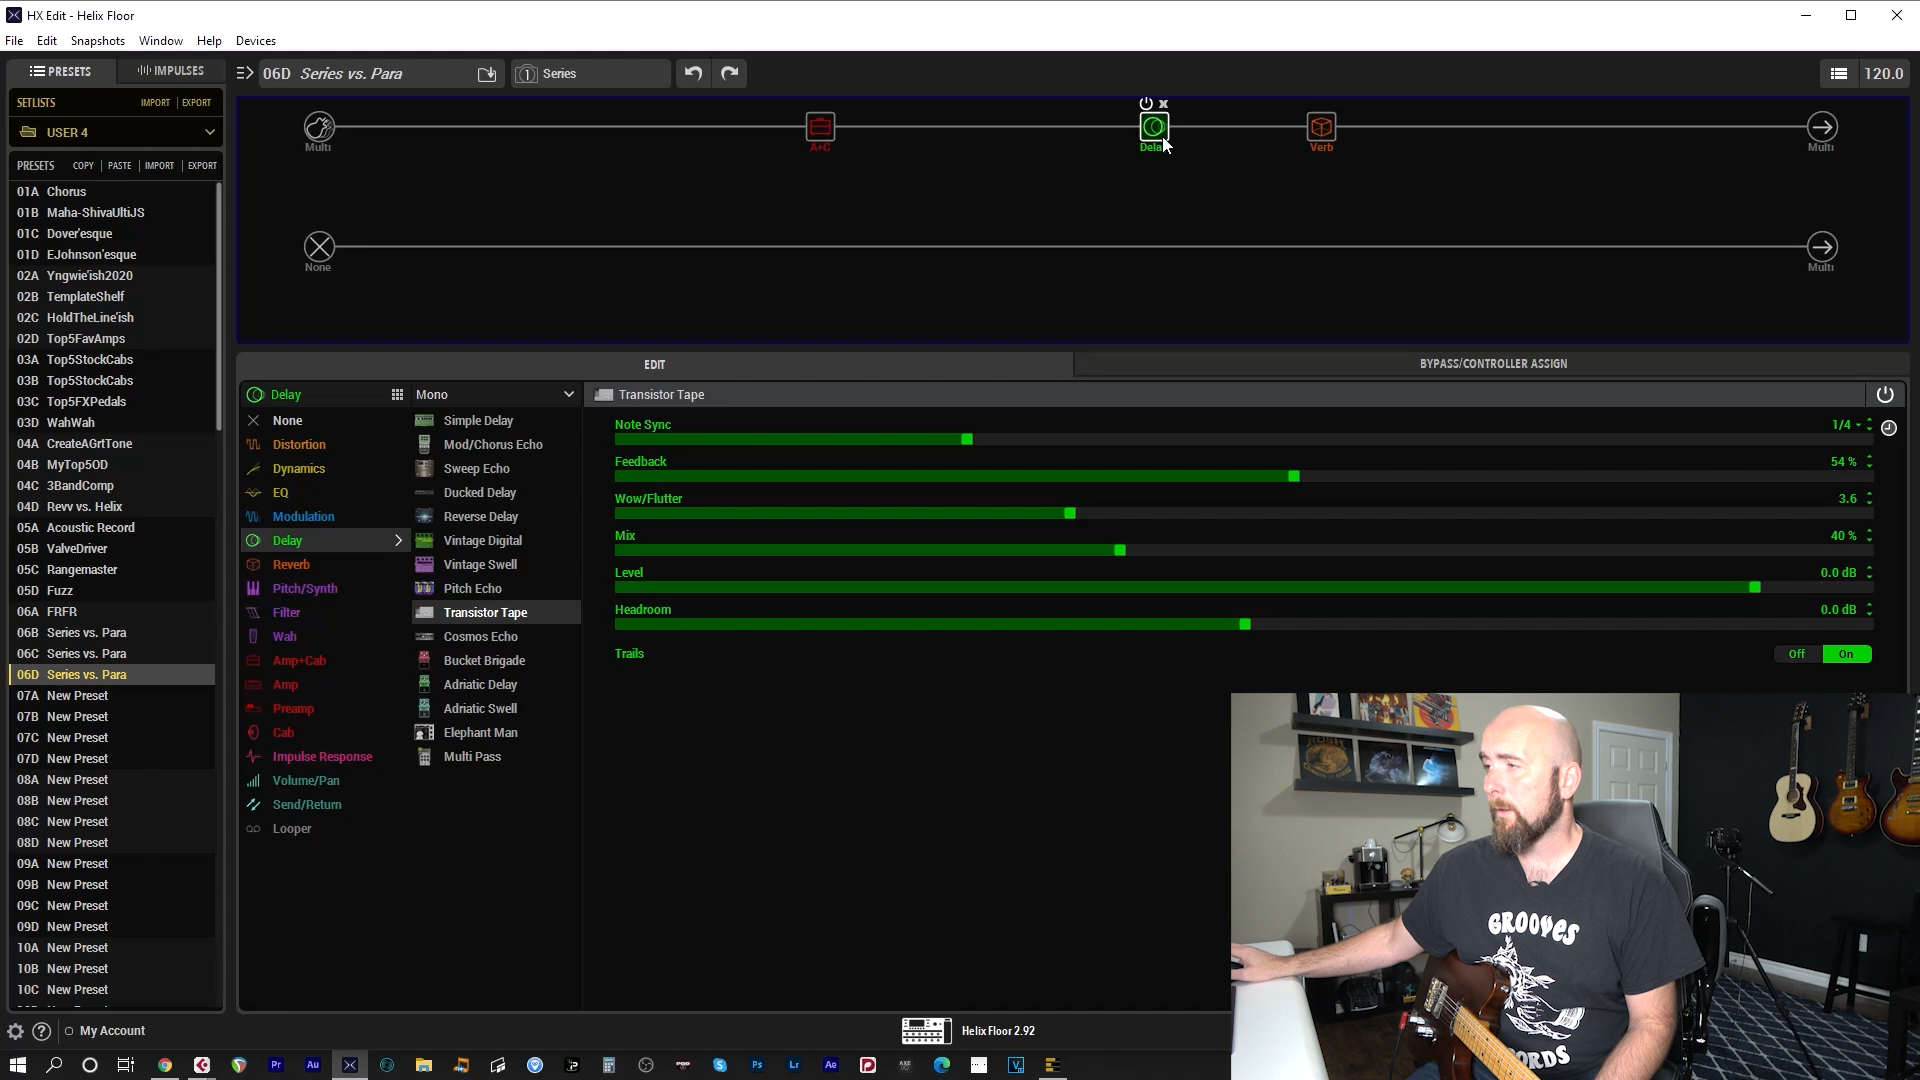 HX Edit - Helix Floor
File Edit Snapshots Window Help Devices
PRESETS IMPULSES
06D Series vs. Para
1 Series
120.0
SETLISTS IMPORT EXPORT
USER 4
PRESETS COPY PASTE IMPORT EXPORT
01A Chorus
01B Maha-ShivaUltiJS
01C Dover'esque
01D EJohnson'esque
02A Yngwie'ish2020
02B TemplateShelf
02C HoldTheLine'ish
02D Top5FavAmps
03A Top5StockCabs
03B Top5StockCabs
03C Top5FXPedals
03D WahWah
04A CreateAGrtTone
04B MyTop5OD
04C 3BandComp
04D Revv vs. Helix
05A Acoustic Record
05B ValveDriver
05C Rangemaster
05D Fuzz
06A FRFR
06B Series vs. Para
06C Series vs. Para
06D Series vs. Para
07A New Preset
07B New Preset
07C New Preset
07D New Preset
08A New Preset
08B New Preset
08C New Preset
08D New Preset
09A New Preset
09B New Preset
09C New Preset
09D New Preset
10A New Preset
10B New Preset
10C New Preset
Multi A+C Delay Verb Multi
None Multi
EDIT BYPASS/CONTROLLER ASSIGN
Delay
None
Distortion
Dynamics
EQ
Modulation
Delay
Reverb
Pitch/Synth
Filter
Wah
Amp+Cab
Amp
Preamp
Cab
Impulse Response
Volume/Pan
Send/Return
Looper
Mono
Simple Delay
Mod/Chorus Echo
Sweep Echo
Ducked Delay
Reverse Delay
Vintage Digital
Vintage Swell
Pitch Echo
Transistor Tape
Cosmos Echo
Bucket Brigade
Adriatic Delay
Adriatic Swell
Elephant Man
Multi Pass
Transistor Tape
Note Sync 1/4
Feedback 54 %
Wow/Flutter 3.6
Mix 40 %
Level 0.0 dB
Headroom 0.0 dB
Trails Off On
RUSH
GROOVES
My Account
Helix Floor 2.92
Pr Au Ps Lr Ae